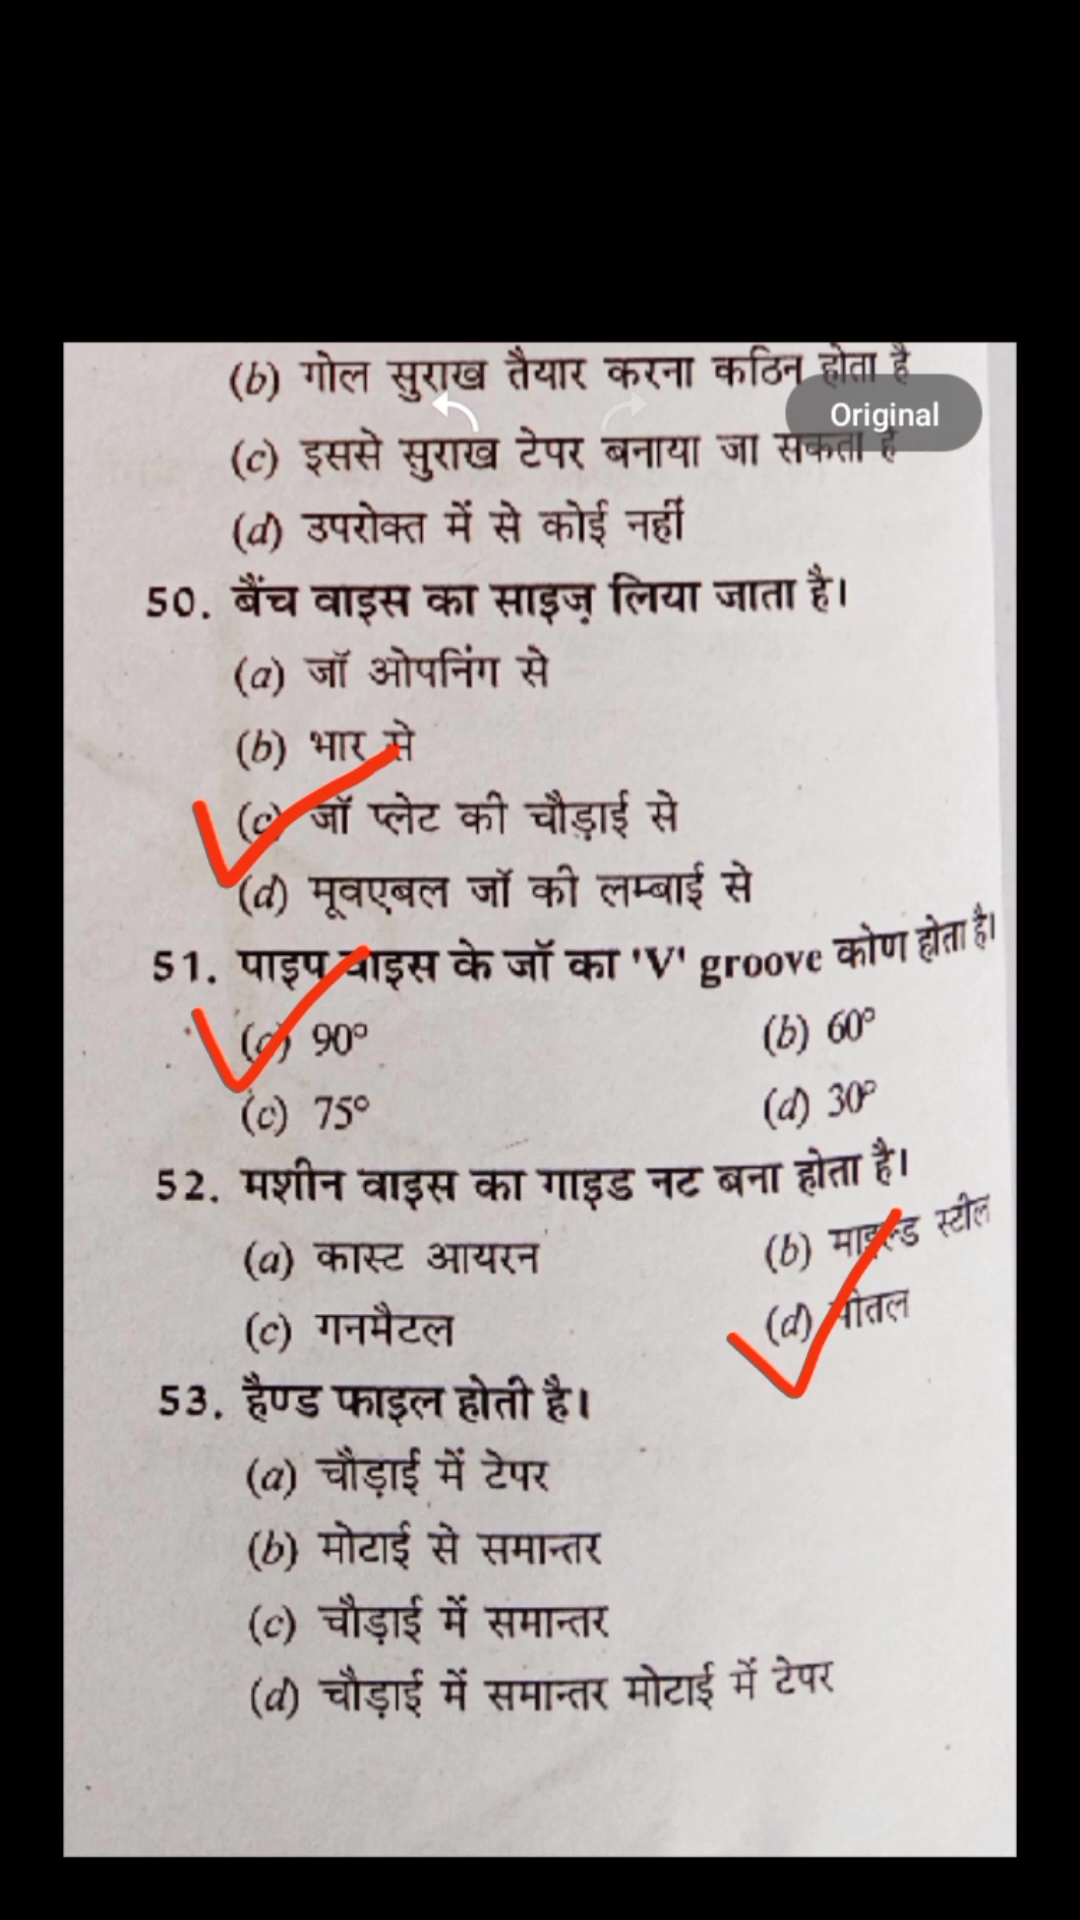 (b) गोल सुराख तैयार करना कठिन होता है
Original
(c) इससे सुराख टेपर बनाया जा सकता है
(d) उपरोक्त में से कोई नहीं
50. बैंच वाइस का साइज़ लिया जाता है।
(a) जॉ ओपनिंग से
(b) भार से
(c) जॉ प्लेट की चौड़ाई से
(d) मूवएबल जॉ की लम्बाई से
51. पाइप वाइस के जॉ का 'V' groove कोण होता है।
(a) 90° (b) 60°
(c) 75° (d) 30°
52. मशीन वाइस का गाइड नट बना होता है।
(a) कास्ट आयरन (b) माइल्ड स्टील
(c) गनमैटल (d) पीतल
53. हैण्ड फाइल होती है।
(a) चौड़ाई में टेपर
(b) मोटाई से समान्तर
(c) चौड़ाई में समान्तर
(d) चौड़ाई में समान्तर मोटाई में टेपर